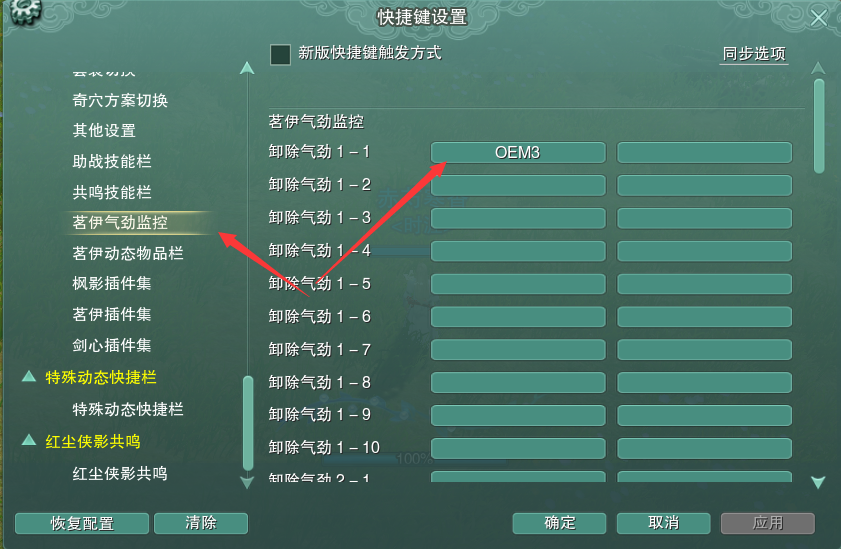 快捷键设置
新版快捷键触发方式
同步选项
套装切换
奇穴方案切换
其他设置
助战技能栏
共鸣技能栏
茗伊气劲监控
茗伊动态物品栏
枫影插件集
茗伊插件集
剑心插件集
特殊动态快捷栏
特殊动态快捷栏
红尘侠影共鸣
红尘侠影共鸣
茗伊气劲监控
卸除气劲 1 – 1 OEM3
卸除气劲 1 – 2
卸除气劲 1 – 3
卸除气劲 1 – 4
卸除气劲 1 – 5
卸除气劲 1 – 6
卸除气劲 1 – 7
卸除气劲 1 – 8
卸除气劲 1 – 9
卸除气劲 1 – 10
100%
卸除气劲 2 – 1
恢复配置 清除 确定 取消 应用